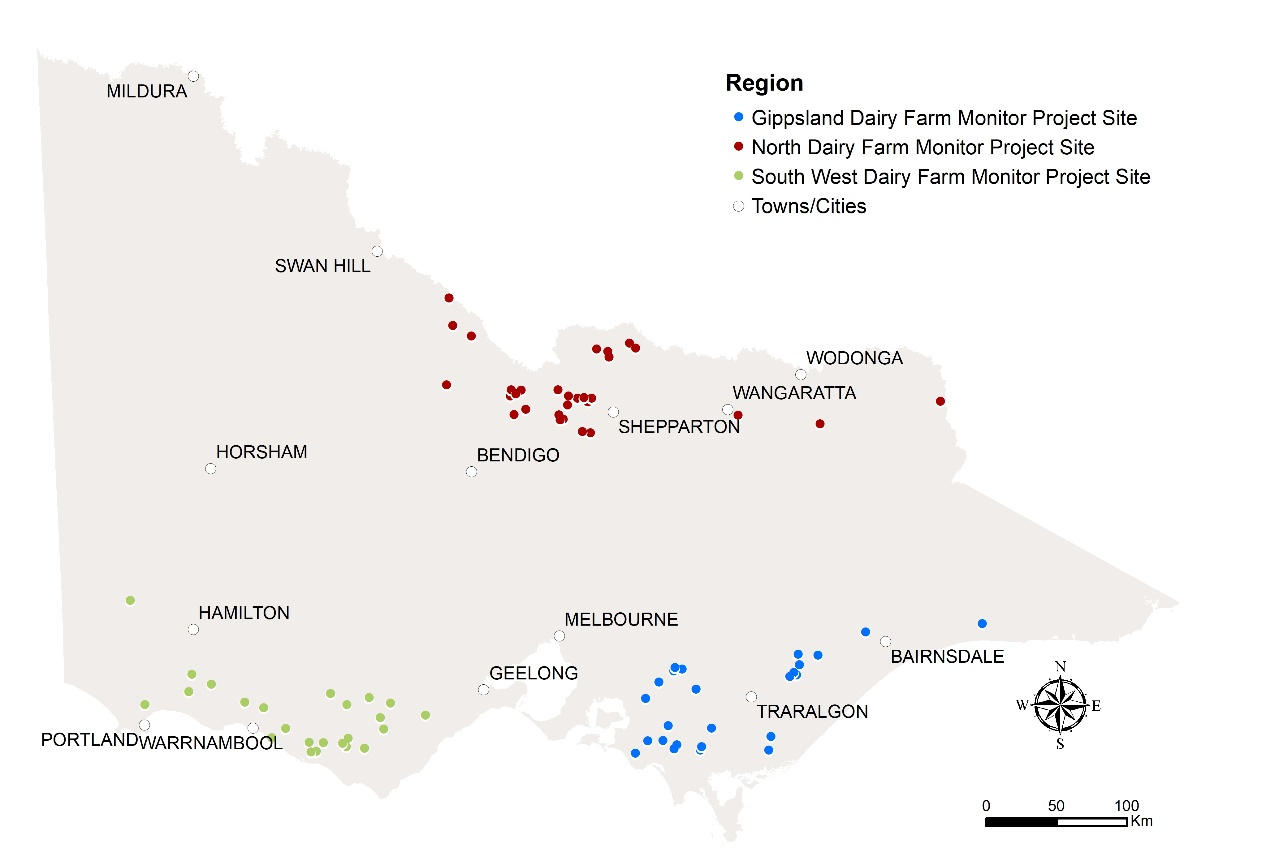 MILDURA
Region
Gippsland Dairy Farm Monitor Project Site
North Dairy Farm Monitor Project Site
South West Dairy Farm Monitor Project Site
Towns/Cities
SWAN HILL
WODONGA
WANGARATTA
SHEPPARTON
HORSHAM
BENDIGO
HAMILTON
MELBOURNE
BAIRNSDALE
GEELONG
TRARALGON
PORTLAND
WARRNAMBOOL
N
W E
S
0 50 100
Km